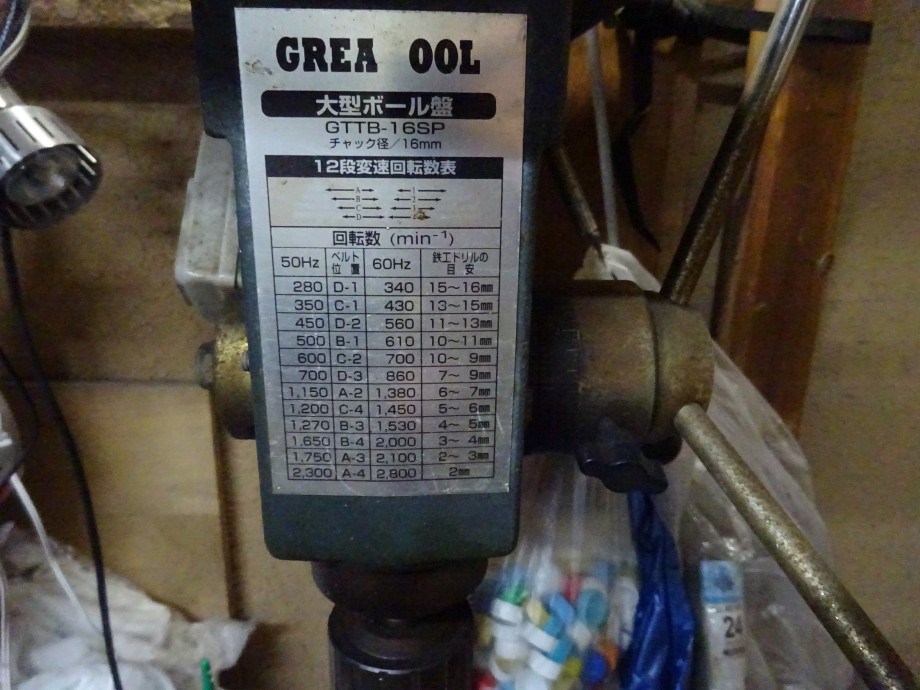 GREA OOL
大型ボール盤
GTTB-16SP
チャック径/16mm
12段変速回転数表
A 1
B 2
C 3
D
回転数 (min⁻¹)
50Hz ベルト位置 60Hz 鉄工ドリルの目安
280 D-1 340 15〜16mm
350 C-1 430 13〜15mm
450 D-2 560 11〜13mm
500 B-1 610 10〜11mm
600 C-2 700 10〜9mm
700 D-3 860 7〜9mm
1,150 A-2 1,380 6〜7mm
1,200 C-4 1,450 5〜6mm
1,270 B-3 1,530 4〜5mm
1,650 B-4 2,000 3〜4mm
1,750 A-3 2,100 2〜3mm
2,300 A-4 2,800 2mm
24